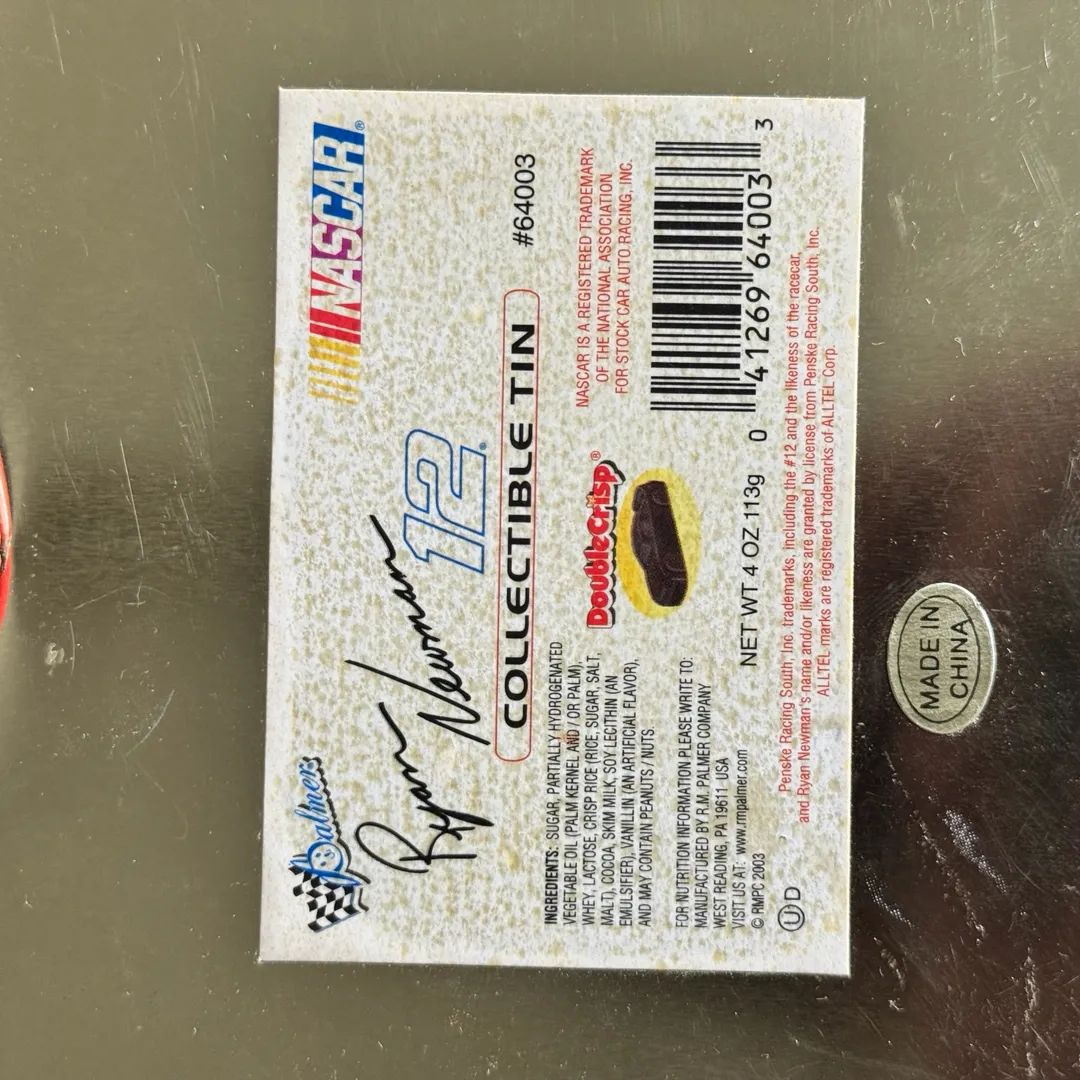 Palmer's
NASCAR®
Ryan Newman
12®
COLLECTIBLE TIN
#64003
INGREDIENTS: SUGAR, PARTIALLY HYDROGENATED
VEGETABLE OIL (PALM KERNEL AND / OR PALM),
WHEY, LACTOSE, CRISP RICE (RICE, SUGAR, SALT,
MALT), COCOA, SKIM MILK, SOY LECITHIN (AN
EMULSIFIER), VANILLIN (AN ARTIFICIAL FLAVOR),
AND MAY CONTAIN PEANUTS / NUTS.
FOR NUTRITION INFORMATION PLEASE WRITE TO:
MANUFACTURED BY R.M. PALMER COMPANY
WEST READING, PA 19611 USA
VISIT US AT: www.rmpalmer.com
© RMPC 2003
U D
DoubleCrisp®
NET WT. 4 OZ 113g
NASCAR IS A REGISTERED TRADEMARK
OF THE NATIONAL ASSOCIATION
FOR STOCK CAR AUTO RACING, INC.
0 41269 64003 3
Penske Racing South, Inc. trademarks, including the #12 and the likeness of the racecar,
and Ryan Newman's name and/or likeness are granted by license from Penske Racing South, Inc.
ALLTEL marks are registered trademarks of ALLTEL Corp.
MADE IN
CHINA